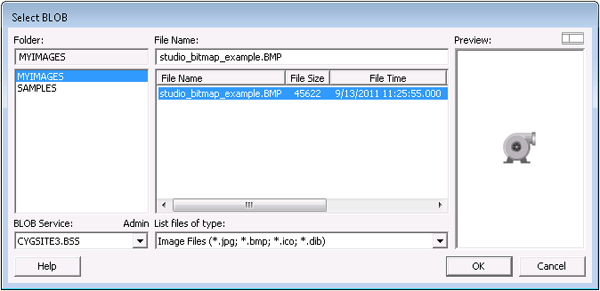 Select BLOB
Folder:
File Name:
Preview:
MYIMAGES
studio_bitmap_example.BMP
MYIMAGES
SAMPLES
File Name File Size File Time
studio_bitmap_example.BMP 45622 9/13/2011 11:25:55.000
BLOB Service: Admin
List files of type:
CYGSITE3.BSS
Image Files (*.jpg; *.bmp; *.ico; *.dib)
Help
OK
Cancel